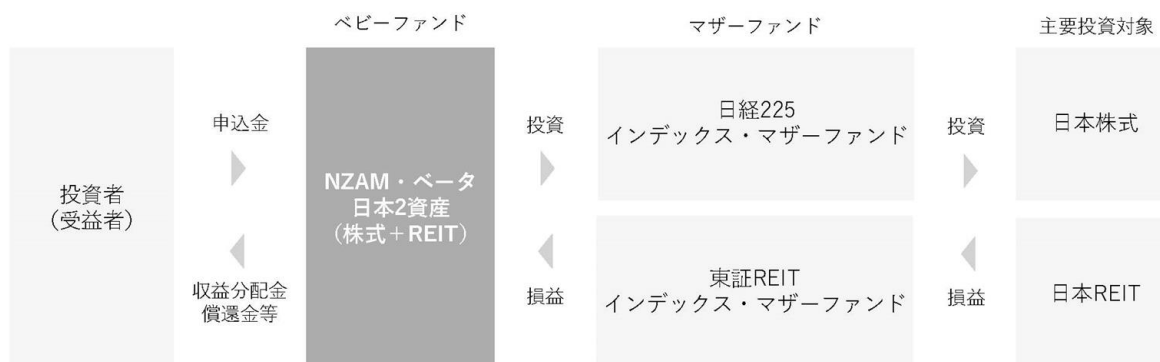 ベビーファンド
マザーファンド
主要投資対象
投資者
（受益者）
申込金
収益分配金
償還金等
NZAM・ベータ
日本2資産
（株式＋REIT）
投資
損益
日経225
インデックス・マザーファンド
東証REIT
インデックス・マザーファンド
投資
損益
日本株式
日本REIT